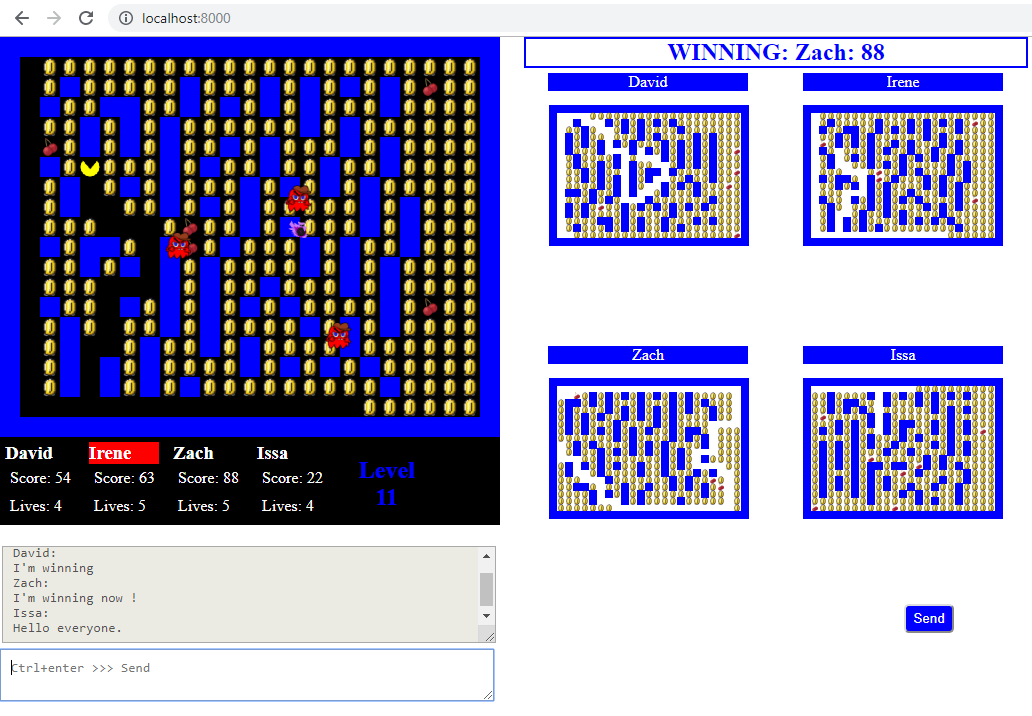 localhost:8000
WINNING: Zach: 88
David
Irene
Zach
Issa
David
Irene
Zach
Issa
Score: 54
Score: 63
Score: 88
Score: 22
Lives: 4
Lives: 5
Lives: 5
Lives: 4
Level
11
David:
I'm winning
Zach:
I'm winning now !
Issa:
Hello everyone.
Ctrl+enter >>> Send
Send